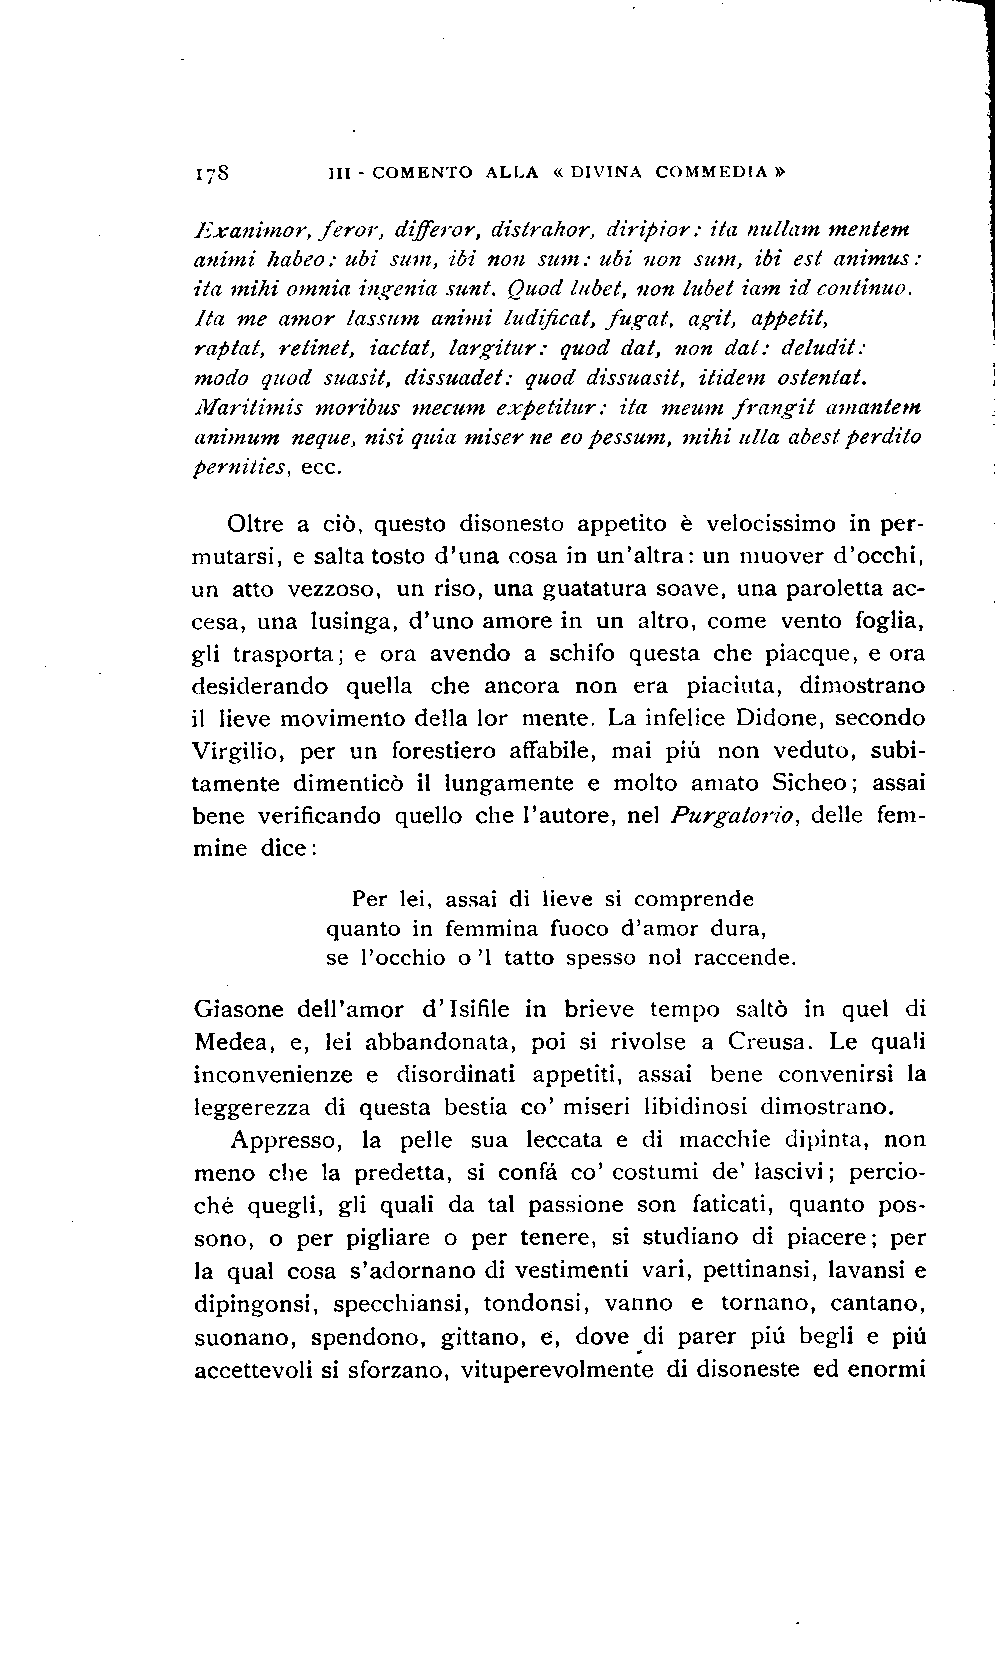 178 III - COMENTO ALLA « DIVINA COMMEDIA »
Exanimor, feror, differor, distrahor, diripior: ita nullam mentem
animi habeo: ubi sum, ibi non sum: ubi non sum, ibi est animus:
ita mihi omnia ingenia sunt. Quod lubet, non lubet iam id continuo.
Ita me amor lassum animi ludificat, fugat, agit, appetit,
raptat, retinet, iactat, largitur: quod dat, non dat: deludit:
modo quod suasit, dissuadet: quod dissuasit, itidem ostentat.
Maritimis moribus mecum expetitur: ita meum frangit amantem
animum neque, nisi quia miser ne eo pessum, mihi ulla abest perdito
pernities, ecc.
Oltre a ciò, questo disonesto appetito è velocissimo in per-
mutarsi, e salta tosto d'una cosa in un'altra: un muover d'occhi,
un atto vezzoso, un riso, una guatatura soave, una paroletta ac-
cesa, una lusinga, d'uno amore in un altro, come vento foglia,
gli trasporta; e ora avendo a schifo questa che piacque, e ora
desiderando quella che ancora non era piaciuta, dimostrano
il lieve movimento della lor mente. La infelice Didone, secondo
Virgilio, per un forestiero affabile, mai piú non veduto, subi-
tamente dimenticò il lungamente e molto amato Sicheo; assai
bene verificando quello che l'autore, nel Purgatorio, delle fem-
mine dice:
Per lei, assai di lieve si comprende
quanto in femmina fuoco d'amor dura,
se l'occhio o 'l tatto spesso nol raccende.
Giasone dell'amor d'Isifile in brieve tempo saltò in quel di
Medea, e, lei abbandonata, poi si rivolse a Creusa. Le quali
inconvenienze e disordinati appetiti, assai bene convenirsi la
leggerezza di questa bestia co' miseri libidinosi dimostrano.
Appresso, la pelle sua leccata e di macchie dipinta, non
meno che la predetta, si confá co' costumi de' lascivi; percio-
ché quegli, gli quali da tal passione son faticati, quanto pos-
sono, o per pigliare o per tenere, si studiano di piacere; per
la qual cosa s'adornano di vestimenti vari, pettinansi, lavansi e
dipingonsi, specchiansi, tondonsi, vanno e tornano, cantano,
suonano, spendono, gittano, e, dove di parer piú begli e piú
accettevoli si sforzano, vituperevolmente di disoneste ed enormi